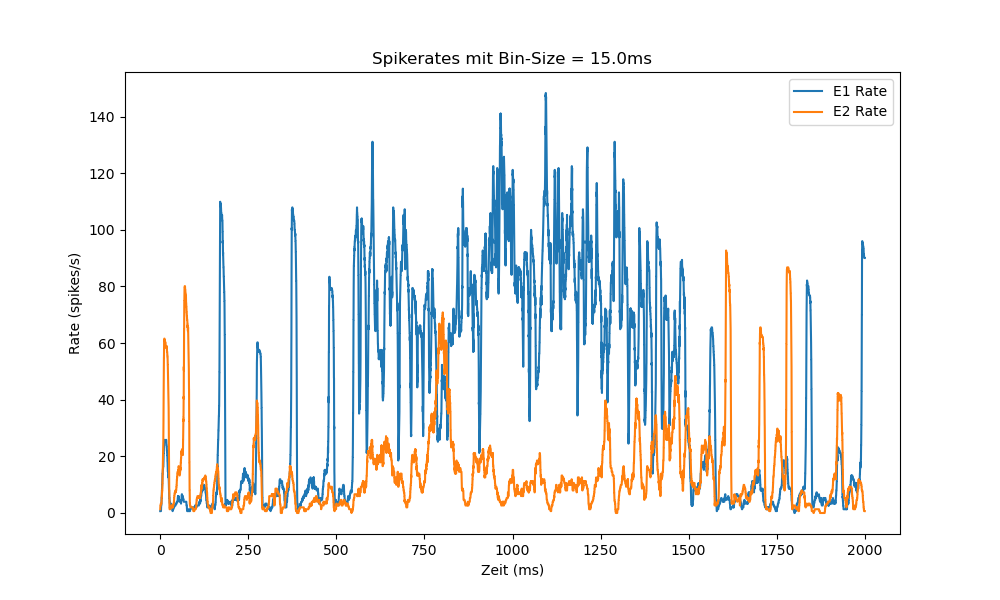 Spikerates mit Bin-Size = 15.0ms
E1 Rate
E2 Rate
Rate (spikes/s)
140
120
100
80
60
40
20
0
0 250 500 750 1000 1250 1500 1750 2000
Zeit (ms)